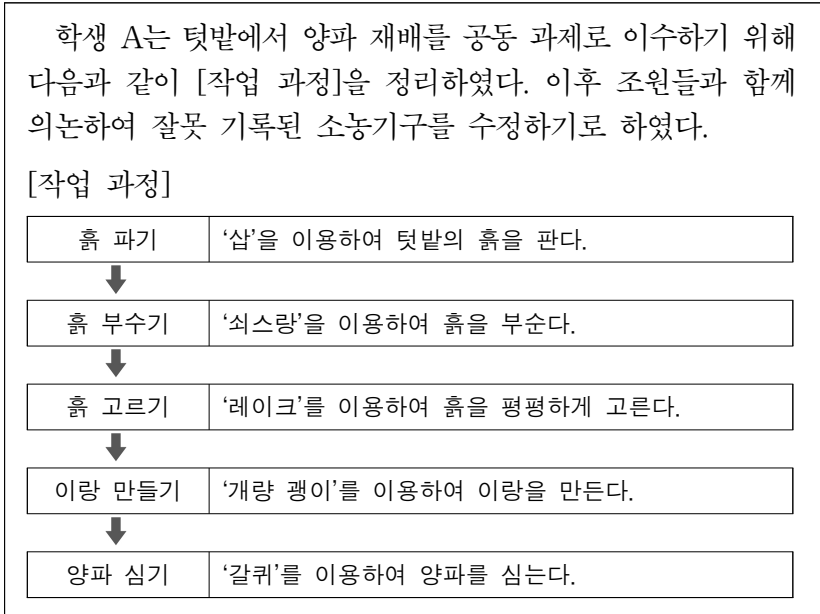 학생 A는 텃밭에서 양파 재배를 공동 과제로 이수하기 위해
다음과 같이 [작업 과정]을 정리하였다. 이후 조원들과 함께
의논하여 잘못 기록된 소농기구를 수정하기로 하였다.
[작업 과정]
흙 파기 '삽'을 이용하여 텃밭의 흙을 판다.
흙 부수기 '쇠스랑'을 이용하여 흙을 부순다.
흙 고르기 '레이크'를 이용하여 흙을 평평하게 고른다.
이랑 만들기 '개량 괭이'를 이용하여 이랑을 만든다.
양파 심기 '갈퀴'를 이용하여 양파를 심는다.